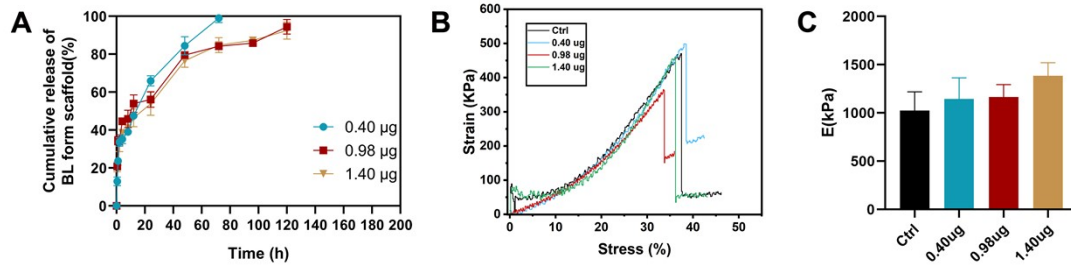 A
Cumulative release of
BL form scaffold(%)
100
80
60
40
20
0
0 20 40 60 80 100 120 140 160 180 200
Time (h)
0.40 μg
0.98 μg
1.40 μg
B
Strain (KPa)
600
500
400
300
200
100
0
0 10 20 30 40 50
Stress (%)
Ctrl
0.40 ug
0.98 ug
1.40 ug
C
E(kPa)
2000
1500
1000
500
0
Ctrl
0.40ug
0.98ug
1.40ug